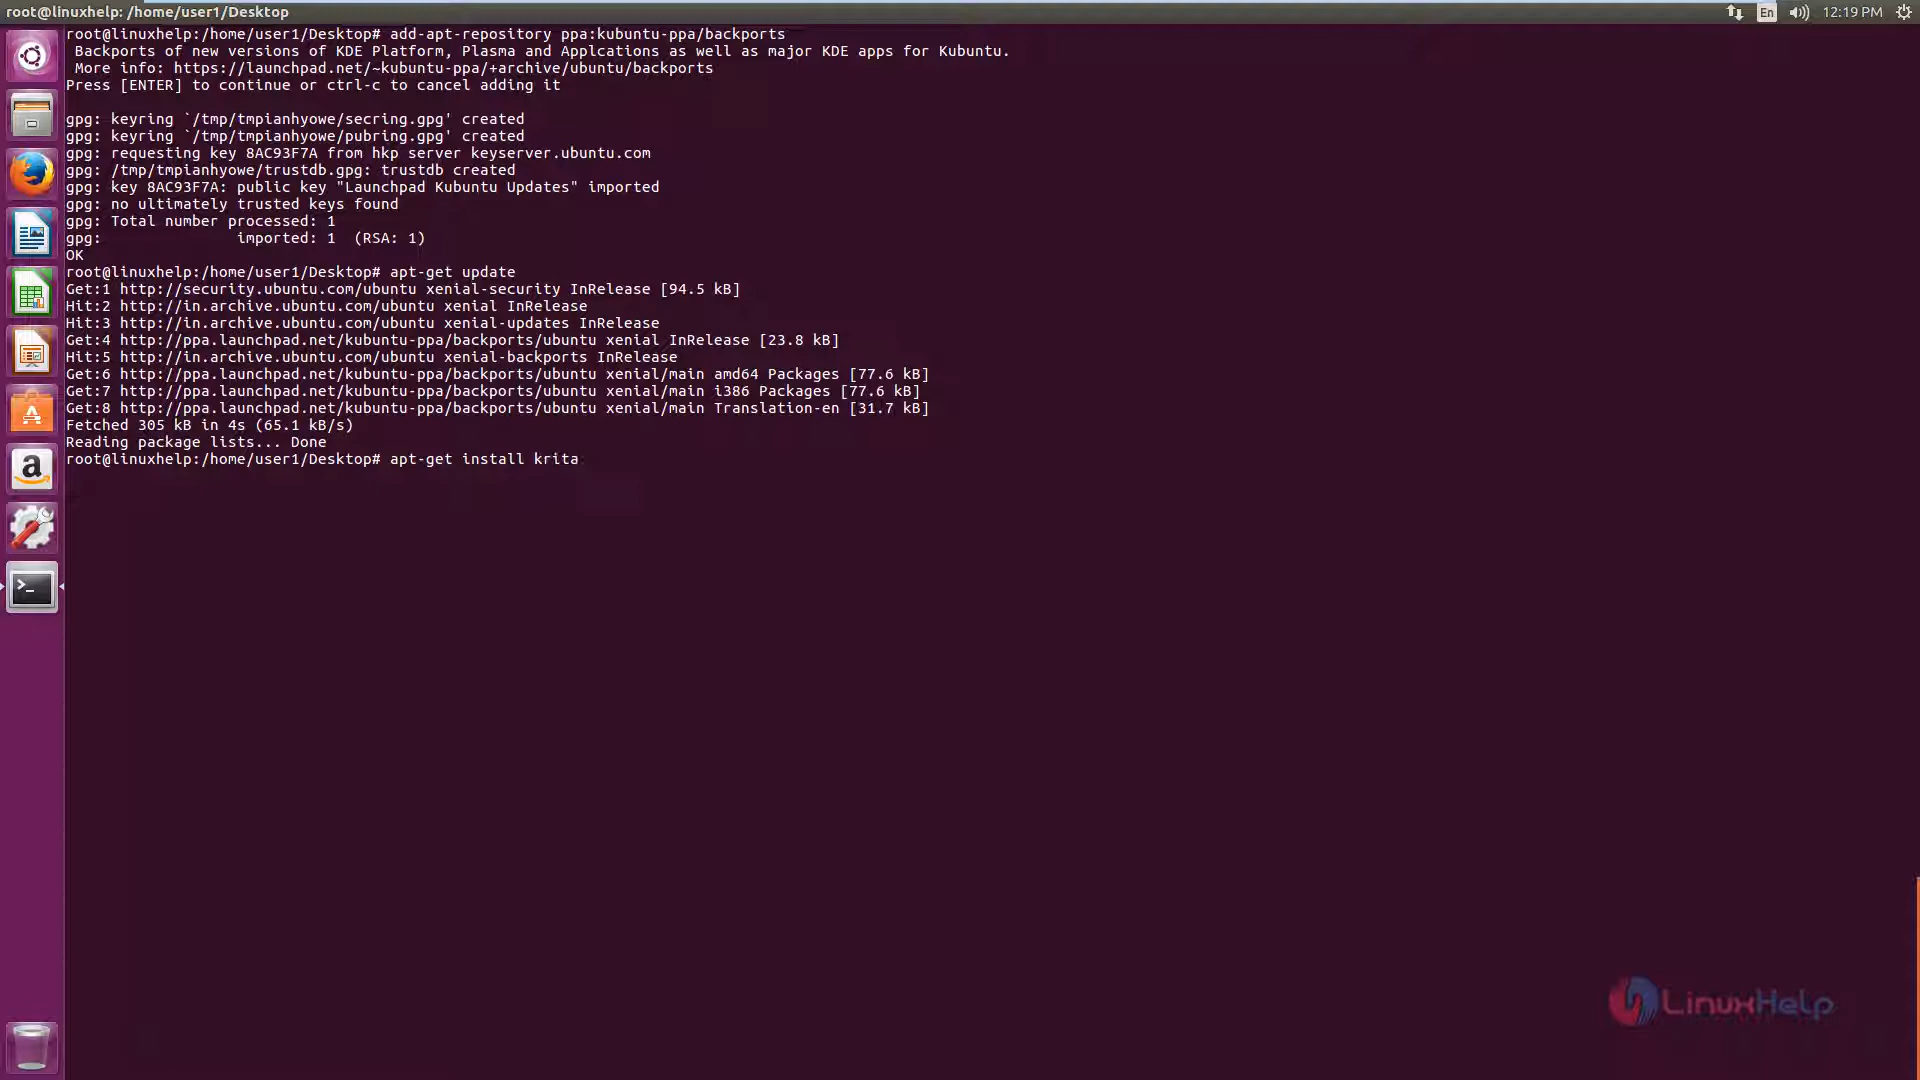 root@linuxhelp: /home/user1/Desktop
En
12:19 PM
root@linuxhelp:/home/user1/Desktop# add-apt-repository ppa:kubuntu-ppa/backports
 Backports of new versions of KDE Platform, Plasma and Applcations as well as major KDE apps for Kubuntu.
 More info: https://launchpad.net/~kubuntu-ppa/+archive/ubuntu/backports
Press [ENTER] to continue or ctrl-c to cancel adding it
gpg: keyring `/tmp/tmpianhyowe/secring.gpg' created
gpg: keyring `/tmp/tmpianhyowe/pubring.gpg' created
gpg: requesting key 8AC93F7A from hkp server keyserver.ubuntu.com
gpg: /tmp/tmpianhyowe/trustdb.gpg: trustdb created
gpg: key 8AC93F7A: public key "Launchpad Kubuntu Updates" imported
gpg: no ultimately trusted keys found
gpg: Total number processed: 1
gpg:               imported: 1  (RSA: 1)
OK
root@linuxhelp:/home/user1/Desktop# apt-get update
Get:1 http://security.ubuntu.com/ubuntu xenial-security InRelease [94.5 kB]
Hit:2 http://in.archive.ubuntu.com/ubuntu xenial InRelease
Hit:3 http://in.archive.ubuntu.com/ubuntu xenial-updates InRelease
Get:4 http://ppa.launchpad.net/kubuntu-ppa/backports/ubuntu xenial InRelease [23.8 kB]
Hit:5 http://in.archive.ubuntu.com/ubuntu xenial-backports InRelease
Get:6 http://ppa.launchpad.net/kubuntu-ppa/backports/ubuntu xenial/main amd64 Packages [77.6 kB]
Get:7 http://ppa.launchpad.net/kubuntu-ppa/backports/ubuntu xenial/main i386 Packages [77.6 kB]
Get:8 http://ppa.launchpad.net/kubuntu-ppa/backports/ubuntu xenial/main Translation-en [31.7 kB]
Fetched 305 kB in 4s (65.1 kB/s)
Reading package lists... Done
root@linuxhelp:/home/user1/Desktop# apt-get install krita
LinuxHelp